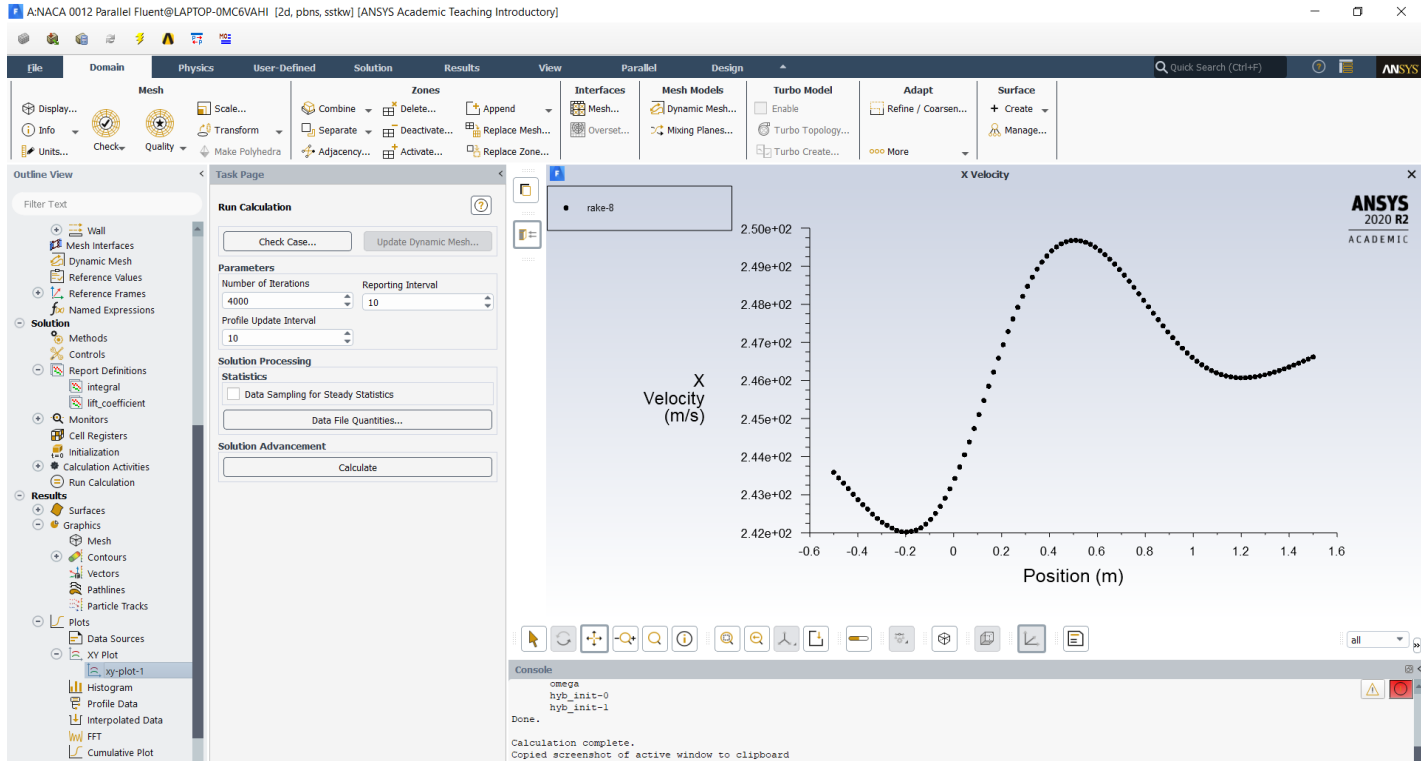 A:NACA 0012 Parallel Fluent@LAPTOP-0MC6VAHI [2d, pbns, sstkw] [ANSYS Academic Teaching Introductory]
File Domain Physics User-Defined Solution Results View Parallel Design
Quick Search (Ctrl+F)
ANSYS
Mesh
Display...
Info
Units...
Check
Quality
Scale...
Transform
Make Polyhedra
Zones
Combine
Delete...
Append
Separate
Deactivate...
Replace Mesh...
Adjacency...
Activate...
Replace Zone...
Interfaces
Mesh...
Overset...
Mesh Models
Dynamic Mesh...
Mixing Planes...
Turbo Model
Enable
Turbo Topology...
Turbo Create...
Adapt
Refine / Coarsen...
More
Surface
Create
Manage...
Outline View
Filter Text
Wall
Mesh Interfaces
Dynamic Mesh
Reference Values
Reference Frames
Named Expressions
Solution
Methods
Controls
Report Definitions
integral
lift_coefficient
Monitors
Cell Registers
Initialization
Calculation Activities
Run Calculation
Results
Surfaces
Graphics
Mesh
Contours
Vectors
Pathlines
Particle Tracks
Plots
Data Sources
XY Plot
xy-plot-1
Histogram
Profile Data
Interpolated Data
FFT
Cumulative Plot
Task Page
Run Calculation
Check Case...
Update Dynamic Mesh...
Parameters
Number of Iterations
Reporting Interval
4000
10
Profile Update Interval
10
Solution Processing
Statistics
Data Sampling for Steady Statistics
Data File Quantities...
Solution Advancement
Calculate
X Velocity
rake-8
ANSYS
2020 R2
ACADEMIC
2.50e+02
2.49e+02
2.48e+02
2.47e+02
2.46e+02
2.45e+02
2.44e+02
2.43e+02
2.42e+02
X
Velocity
(m/s)
-0.6 -0.4 -0.2 0 0.2 0.4 0.6 0.8 1 1.2 1.4 1.6
Position (m)
all
Console
omega
hyb_init-0
hyb_init-1
Done.
Calculation complete.
Copied screenshot of active window to clipboard